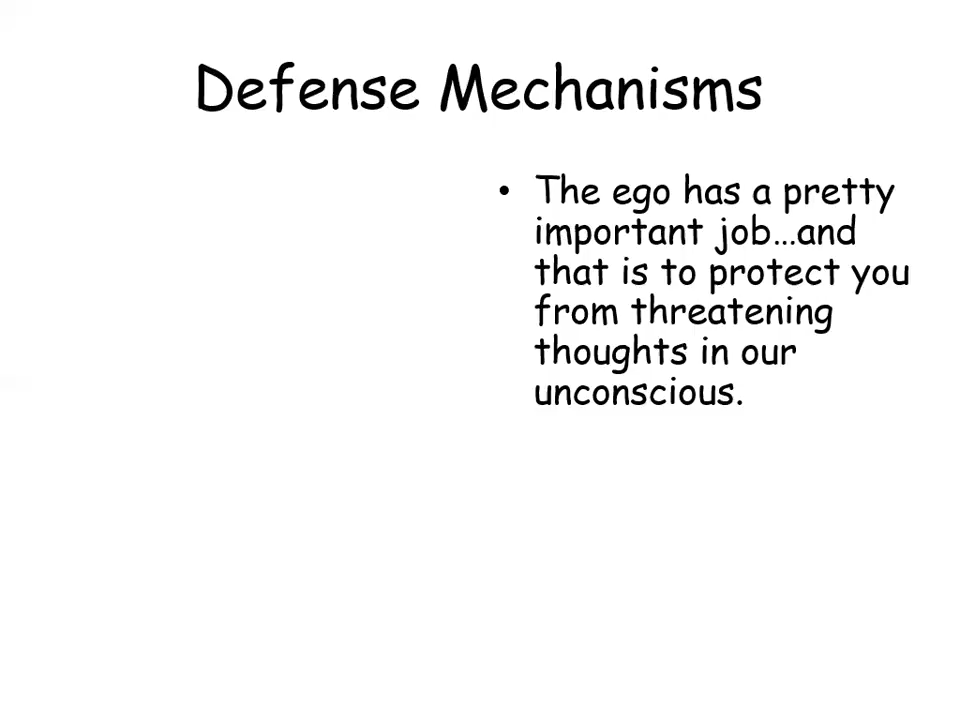 Defense Mechanisms
• The ego has a pretty
important job…and
that is to protect you
from threatening
thoughts in our
unconscious.